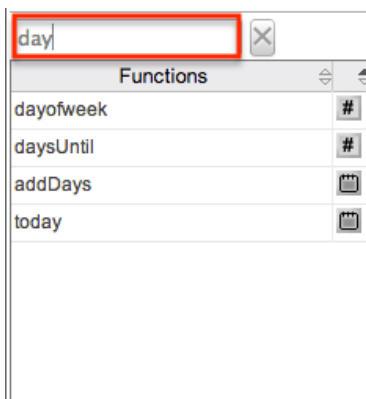 day
Functions
dayofweek #
daysUntil #
addDays
today